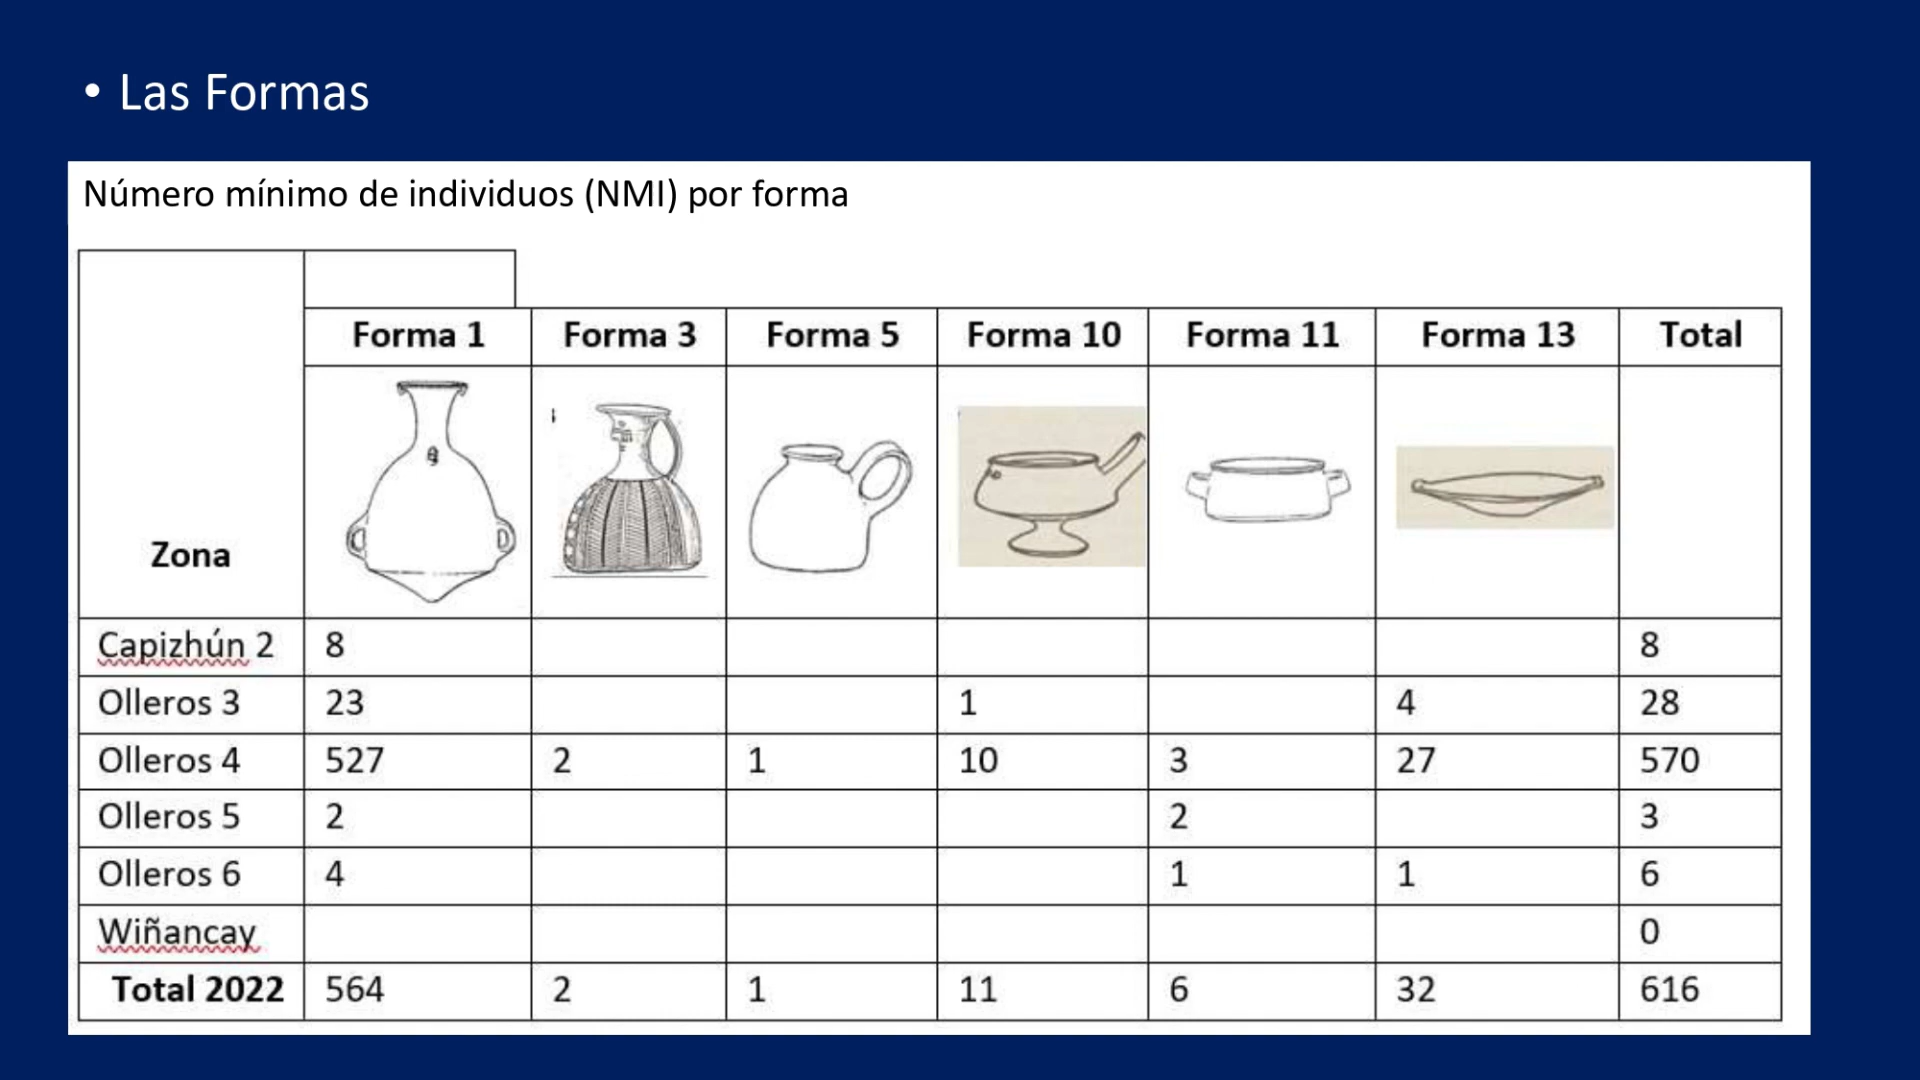 • Las Formas
Número mínimo de individuos (NMI) por forma
Zona Forma 1 Forma 3 Forma 5 Forma 10 Forma 11 Forma 13 Total
Capizhún 2 8 8
Olleros 3 23 1 4 28
Olleros 4 527 2 1 10 3 27 570
Olleros 5 2 2 3
Olleros 6 4 1 1 6
Wiñancay 0
Total 2022 564 2 1 11 6 32 616